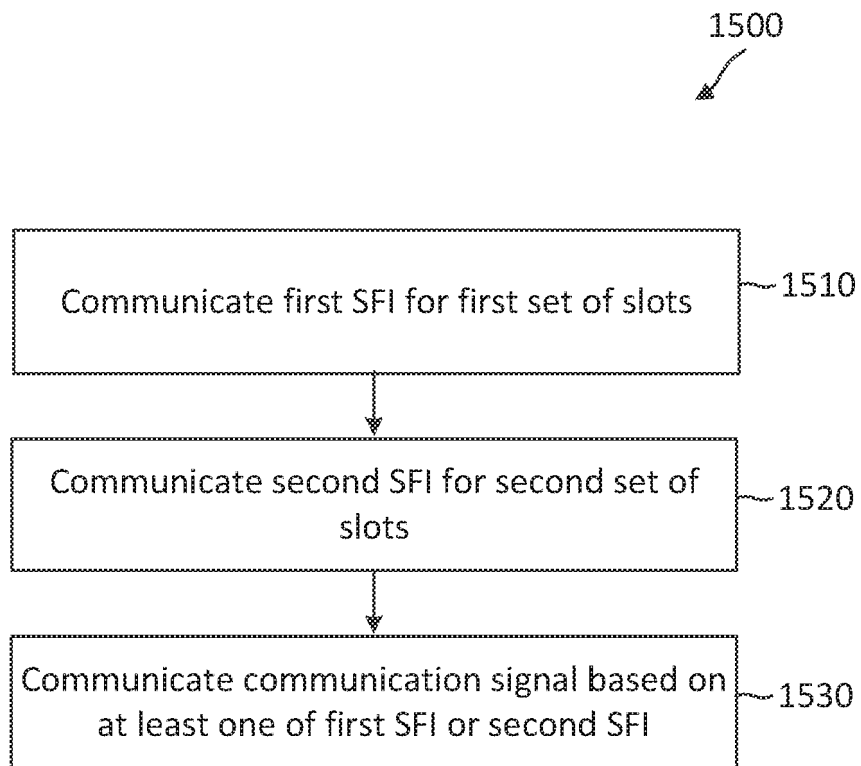 1500
Communicate first SFI for first set of slots
1510
Communicate second SFI for second set of
slots
1520
Communicate communication signal based on
at least one of first SFI or second SFI
1530